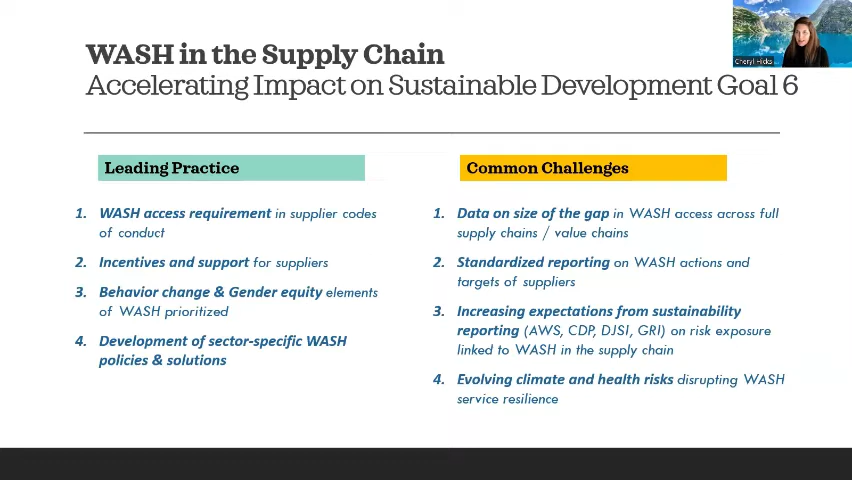 WASH in the Supply Chain
Accelerating Impact on Sustainable Development Goal 6
Cheryl Hicks ...
Leading Practice
1. WASH access requirement in supplier codes
of conduct
2. Incentives and support for suppliers
3. Behavior change & Gender equity elements
of WASH prioritized
4. Development of sector-specific WASH
policies & solutions
Common Challenges
1. Data on size of the gap in WASH access across full
supply chains / value chains
2. Standardized reporting on WASH actions and
targets of suppliers
3. Increasing expectations from sustainability
reporting (AWS, CDP, DJSI, GRI) on risk exposure
linked to WASH in the supply chain
4. Evolving climate and health risks disrupting WASH
service resilience